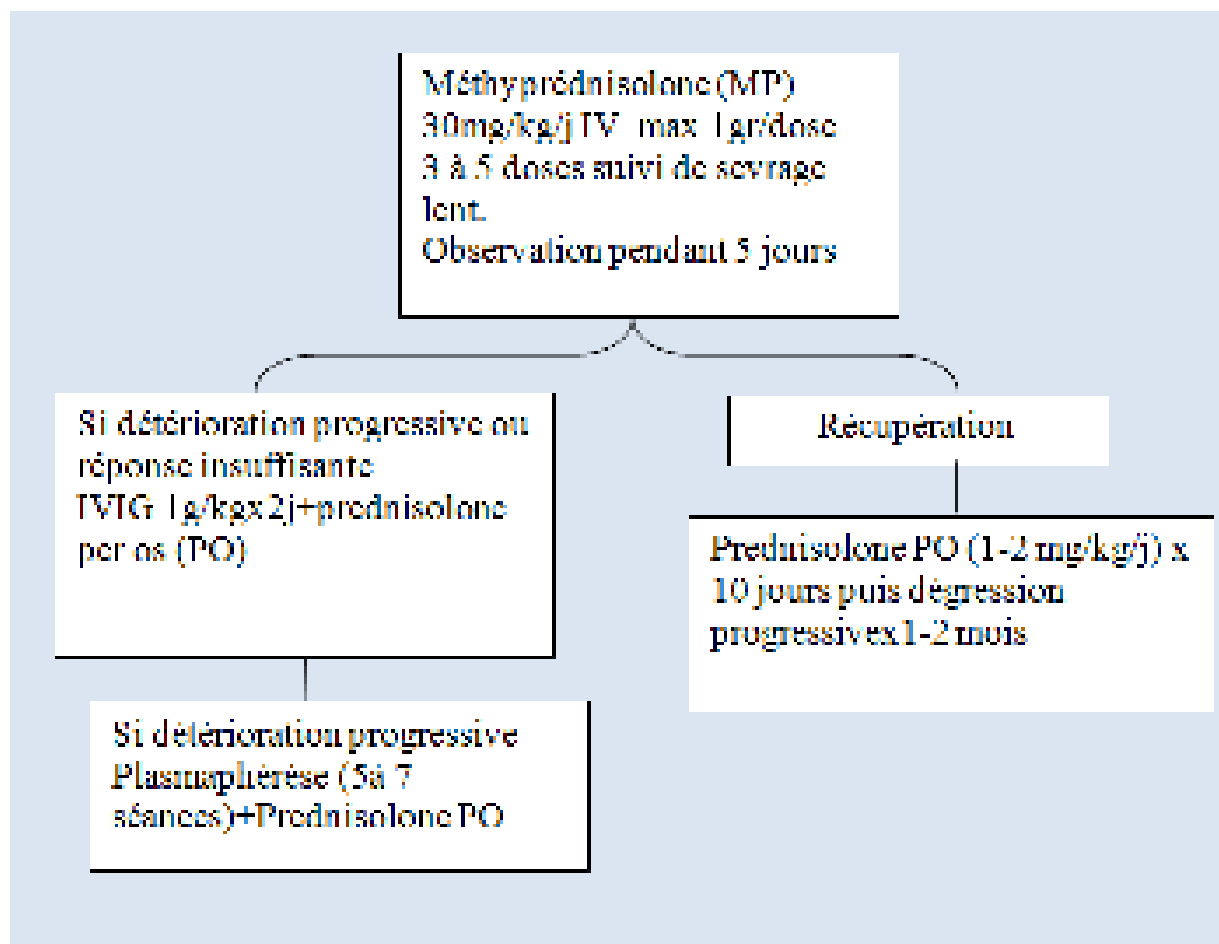 Méthyprédnisolone (MP)
30mg/kg/j IV max 1gr/dose
3 à 5 doses suivi de sevrage
lent.
Observation pendant 5 jours
Si détérioration progressive ou
réponse insuffisante
IVIG 1g/kgx2j+prednisolone
per os (PO)
Récupération
Prednisolone PO (1-2 mg/kg/j) x
10 jours puis dégression
progressivex1-2 mois
Si détérioration progressive
Plasmaphérèse (5à 7
séances)+Prednisolone PO